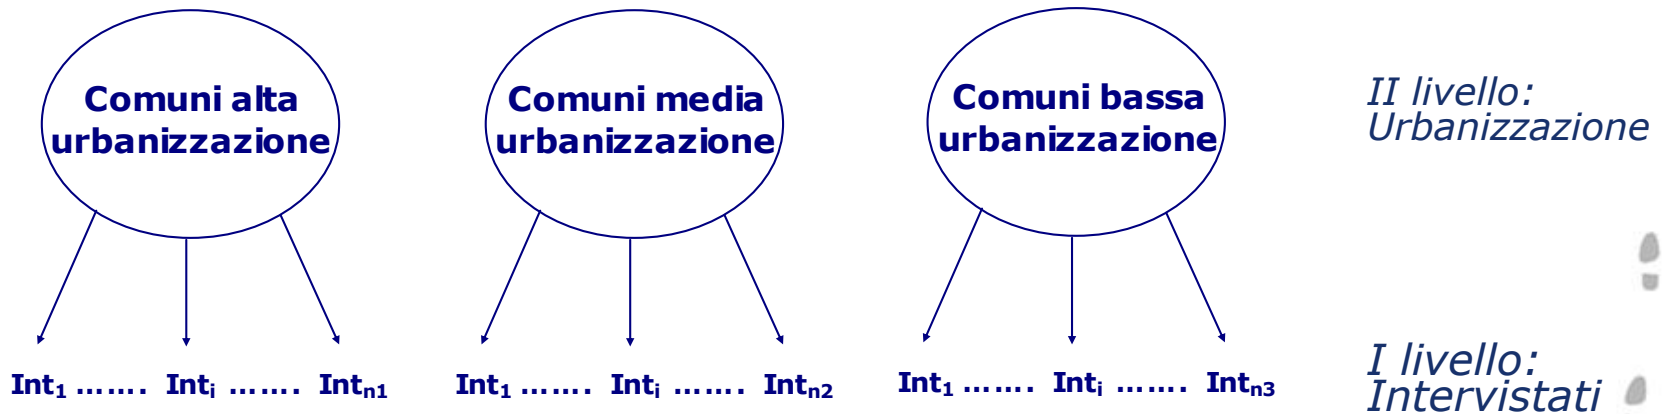 Comuni alta
urbanizzazione
Comuni media
urbanizzazione
Comuni bassa
urbanizzazione
II livello:
Urbanizzazione
Int1 ……. Inti ……. Intn1
Int1 ……. Inti ……. Intn2
Int1 ……. Inti ……. Intn3
I livello:
Intervistati